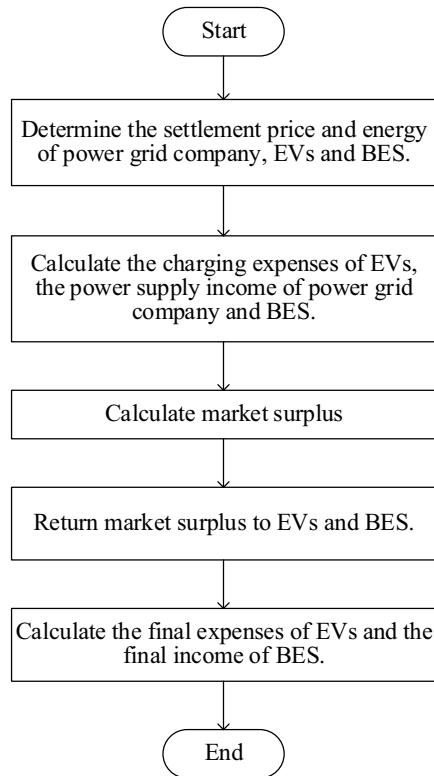 Start
Determine the settlement price and energy
of power grid company, EVs and BES.
Calculate the charging expenses of EVs,
the power supply income of power grid
company and BES.
Calculate market surplus
Return market surplus to EVs and BES.
Calculate the final expenses of EVs and the
final income of BES.
End